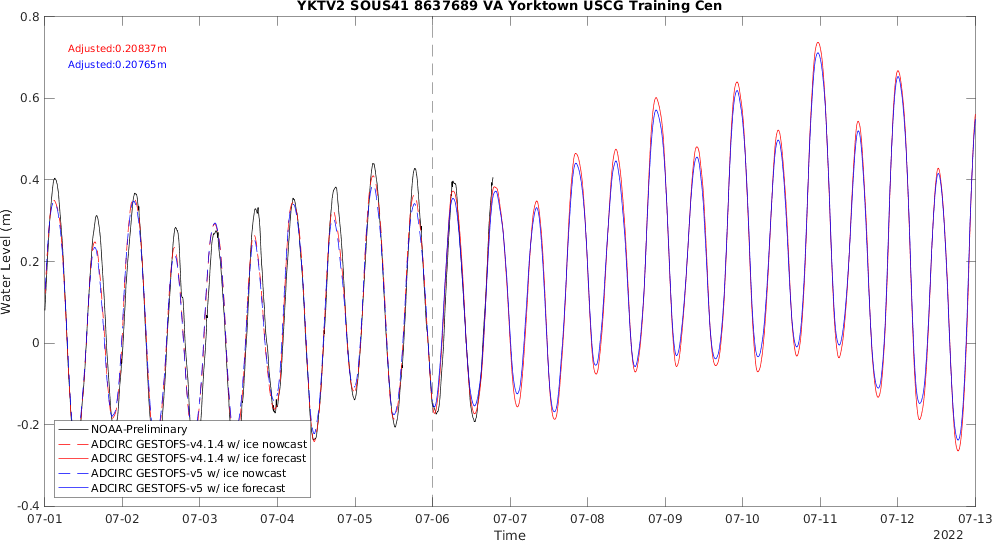 YKTV2 SOUS41 8637689 VA Yorktown USCG Training Cen
Adjusted:0.20837m
Adjusted:0.20765m
Water Level (m)
0.8
0.6
0.4
0.2
0
-0.2
-0.4
NOAA-Preliminary
ADCIRC GESTOFS-v4.1.4 w/ ice nowcast
ADCIRC GESTOFS-v4.1.4 w/ ice forecast
ADCIRC GESTOFS-v5 w/ ice nowcast
ADCIRC GESTOFS-v5 w/ ice forecast
07-01 07-02 07-03 07-04 07-05 07-06 07-07 07-08 07-09 07-10 07-11 07-12 07-13
Time
2022